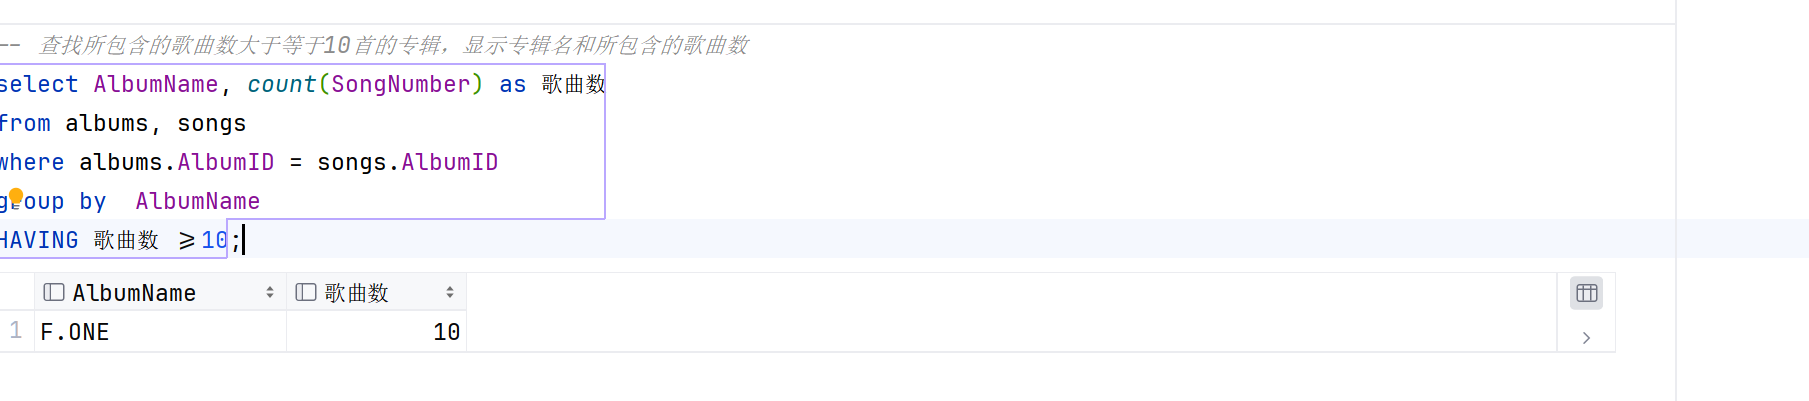 -- 查找所包含的歌曲数大于等于10首的专辑，显示专辑名和所包含的歌曲数
select AlbumName, count(SongNumber) as 歌曲数
from albums, songs
where albums.AlbumID = songs.AlbumID
group by  AlbumName
HAVING 歌曲数 >=10;
AlbumName 歌曲数
1 F.ONE 10